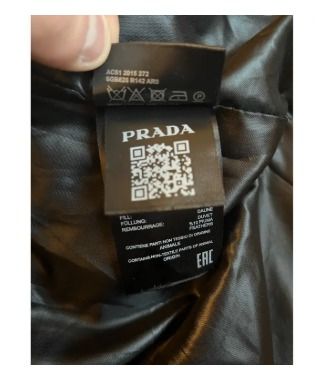 AC51 2015 272
PRADA
FILL:
FÜLLUNG:
REMBOURRAGE:
DUVET
FEATHERS
CONTIENE PARTI NON TESSILI DI ORIGINE
ANIMALE
CONTAINS NON-TEXTILE PARTS OF ANIMAL
ORIGIN
EAC